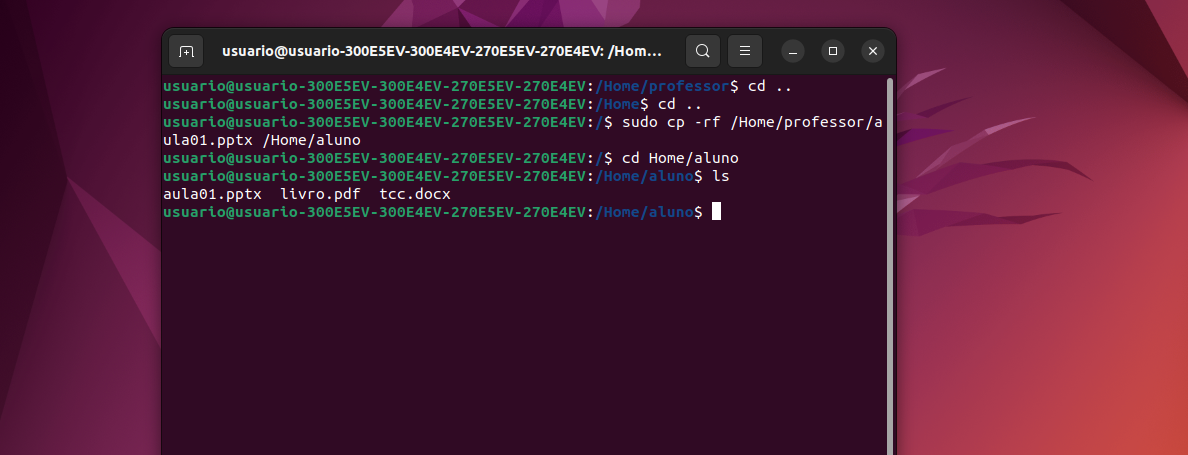 usuario@usuario-300E5EV-300E4EV-270E5EV-270E4EV: /Hom...
usuario@usuario-300E5EV-300E4EV-270E5EV-270E4EV:/Home/professor$ cd ..
usuario@usuario-300E5EV-300E4EV-270E5EV-270E4EV:/Home$ cd ..
usuario@usuario-300E5EV-300E4EV-270E5EV-270E4EV:/$ sudo cp -rf /Home/professor/a
ula01.pptx /Home/aluno
usuario@usuario-300E5EV-300E4EV-270E5EV-270E4EV:/$ cd Home/aluno
usuario@usuario-300E5EV-300E4EV-270E5EV-270E4EV:/Home/aluno$ ls
aula01.pptx  livro.pdf  tcc.docx
usuario@usuario-300E5EV-300E4EV-270E5EV-270E4EV:/Home/aluno$